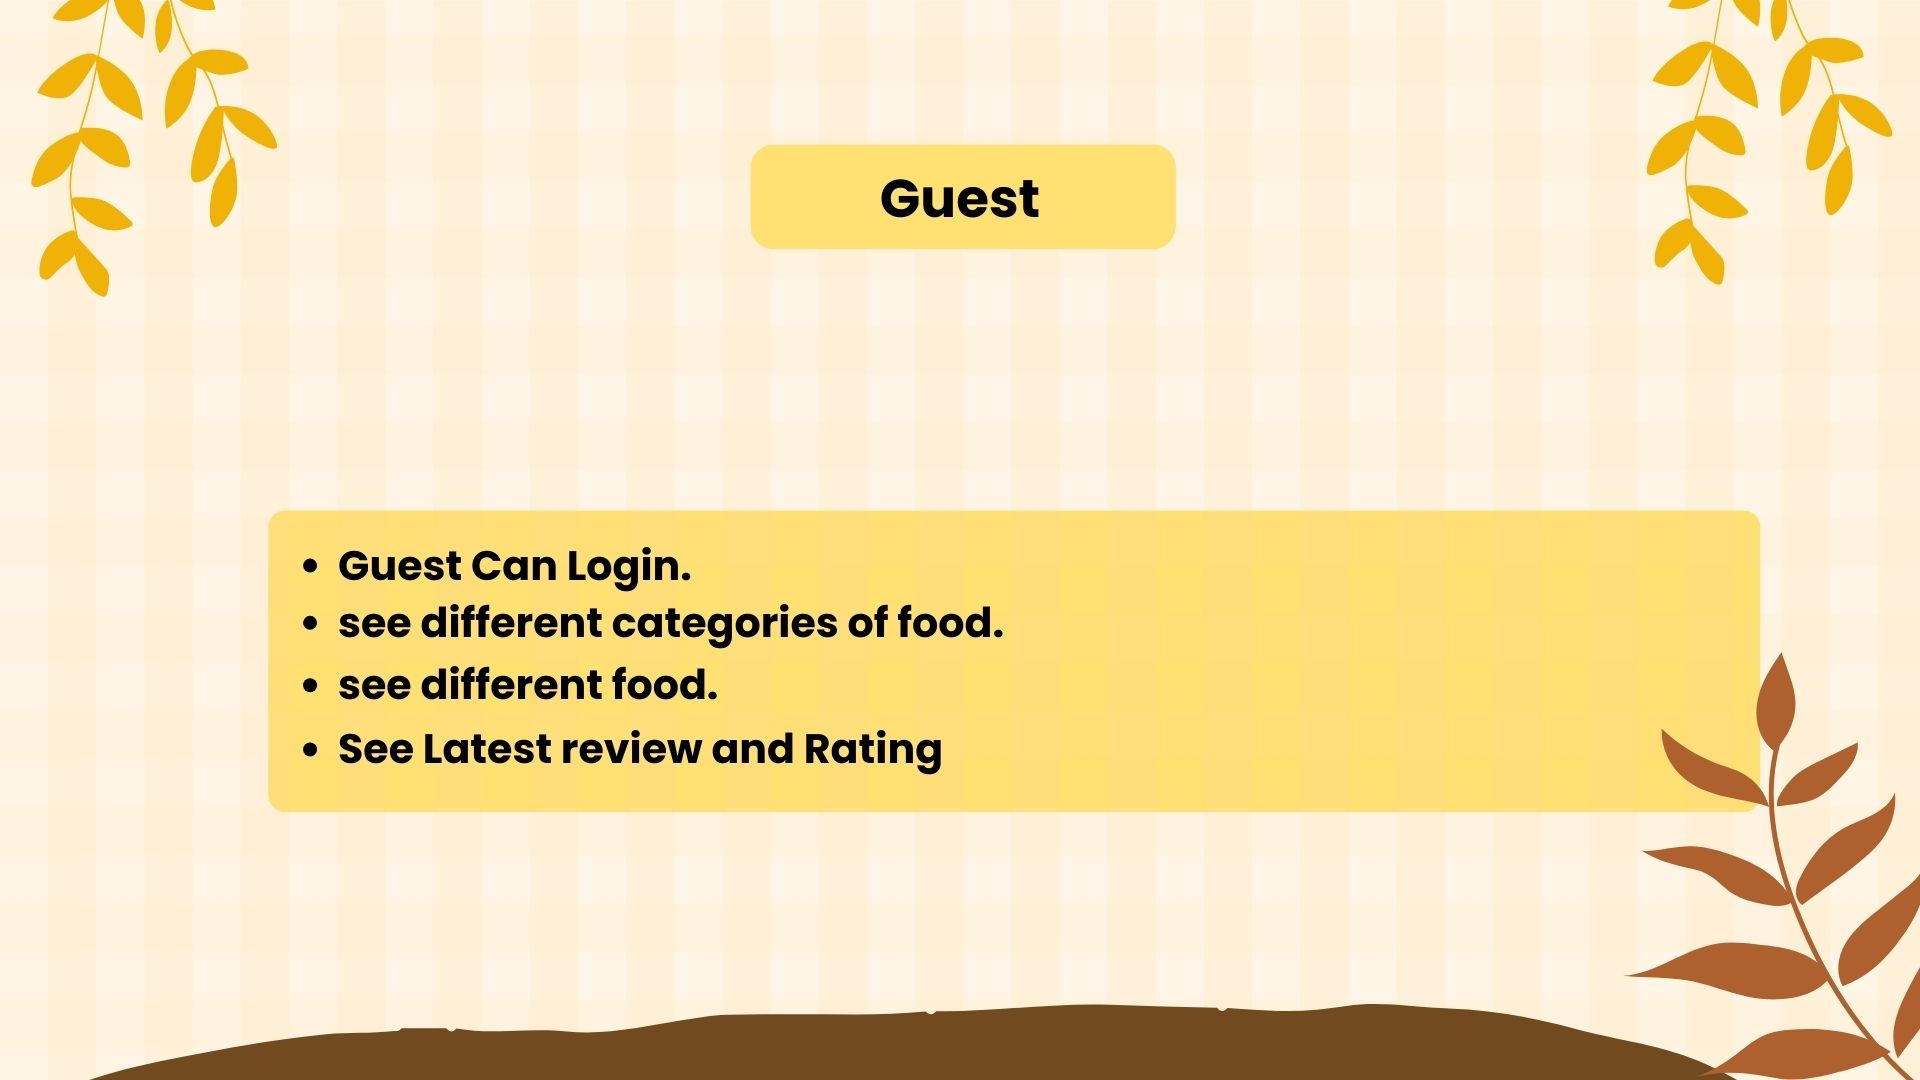 Guest
• Guest Can Login.
• see different categories of food.
• see different food.
• See Latest review and Rating